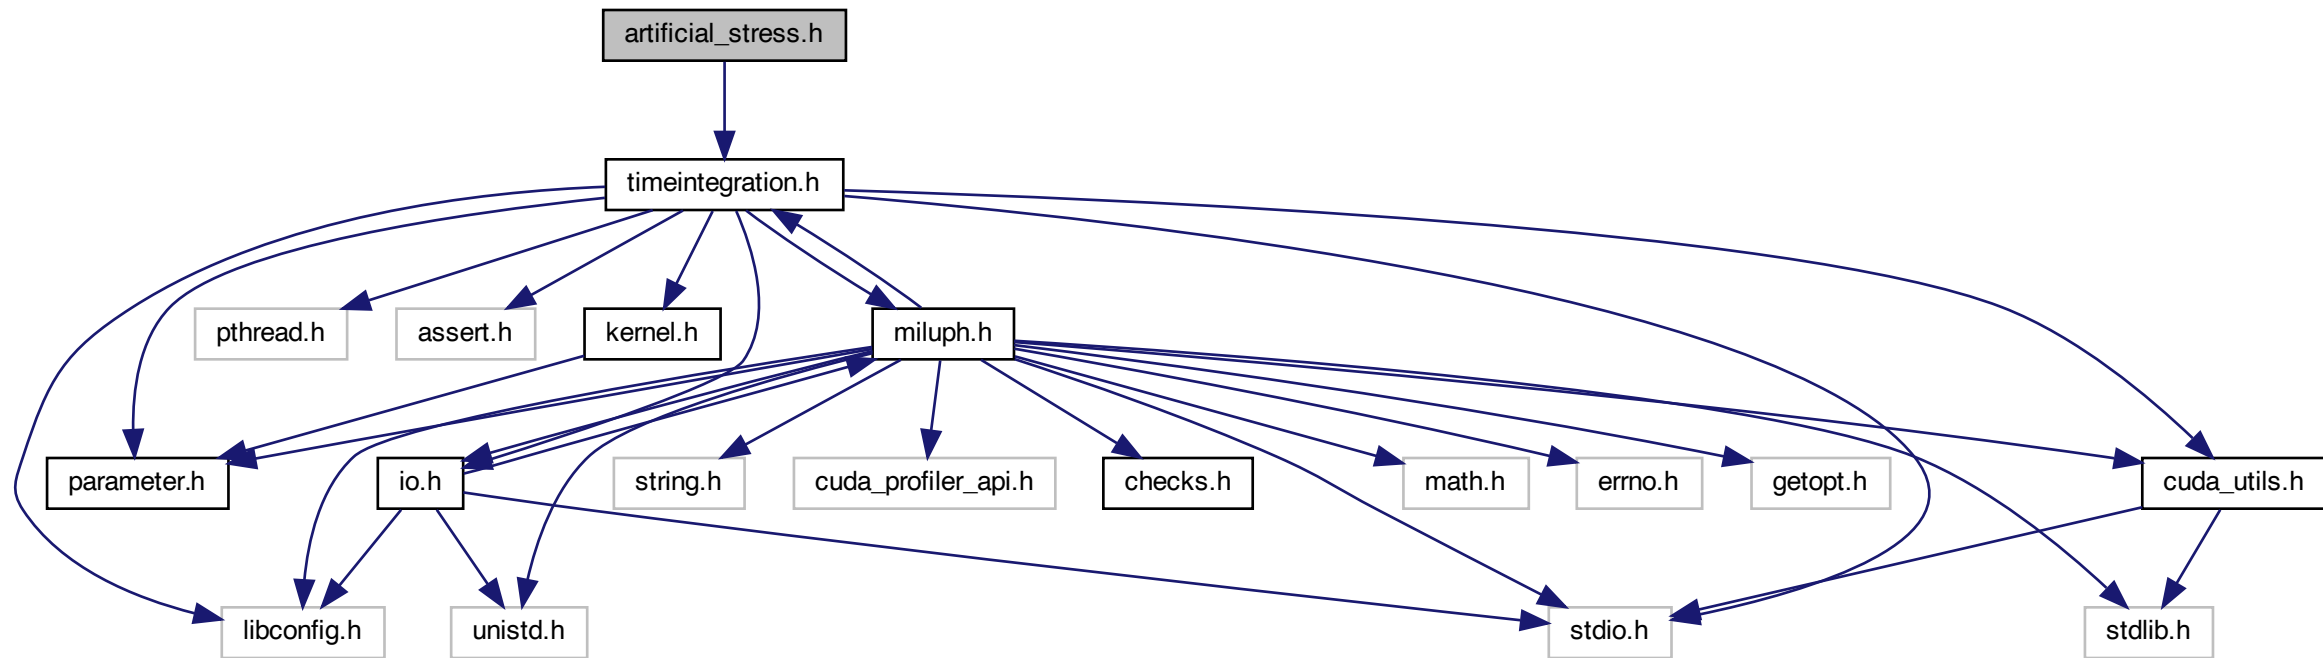 artificial_stress.h
timeintegration.h
pthread.h
assert.h
kernel.h
miluph.h
parameter.h
io.h
string.h
cuda_profiler_api.h
checks.h
math.h
errno.h
getopt.h
cuda_utils.h
libconfig.h
unistd.h
stdio.h
stdlib.h